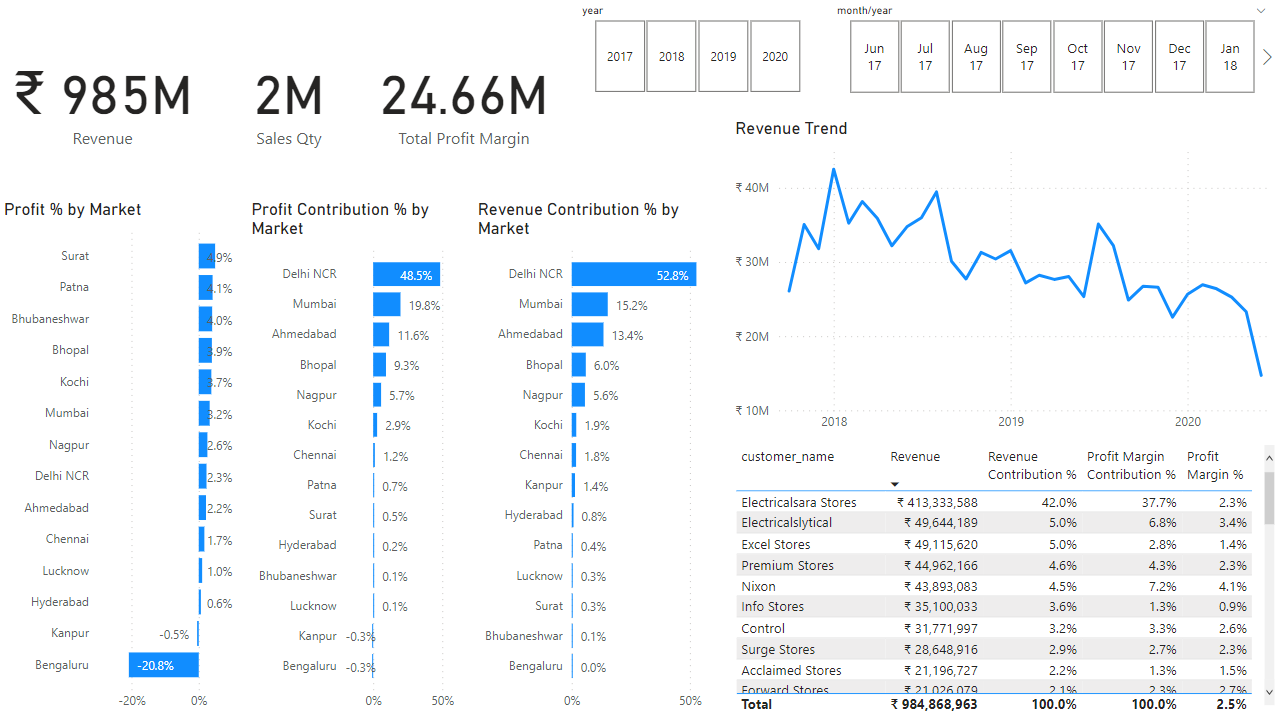 year
2017
2018
2019
2020
month/year
Jun 17
Jul 17
Aug 17
Sep 17
Oct 17
Nov 17
Dec 17
Jan 18
₹ 985M
Revenue
2M
Sales Qty
24.66M
Total Profit Margin
Profit % by Market
Surat 4.9%
Patna 4.1%
Bhubaneshwar 4.0%
Bhopal 3.9%
Kochi 3.7%
Mumbai 3.2%
Nagpur 2.6%
Delhi NCR 2.3%
Ahmedabad 2.2%
Chennai 1.7%
Lucknow 1.0%
Hyderabad 0.6%
Kanpur -0.5%
Bengaluru -20.8%
-20% 0%
Profit Contribution % by
Market
Delhi NCR 48.5%
Mumbai 19.8%
Ahmedabad 11.6%
Bhopal 9.3%
Nagpur 5.7%
Kochi 2.9%
Chennai 1.2%
Patna 0.7%
Surat 0.5%
Hyderabad 0.2%
Bhubaneshwar 0.1%
Lucknow 0.1%
Kanpur -0.3%
Bengaluru -0.3%
0% 50%
Revenue Contribution % by
Market
Delhi NCR 52.8%
Mumbai 15.2%
Ahmedabad 13.4%
Bhopal 6.0%
Nagpur 5.6%
Kochi 1.9%
Chennai 1.8%
Kanpur 1.4%
Hyderabad 0.8%
Patna 0.4%
Lucknow 0.3%
Surat 0.3%
Bhubaneshwar 0.1%
Bengaluru 0.0%
0% 50%
Revenue Trend
₹ 40M
₹ 30M
₹ 20M
₹ 10M
2018 2019 2020
customer_name Revenue Revenue Contribution % Profit Margin Contribution % Profit Margin %
Electricalsara Stores ₹ 413,333,588 42.0% 37.7% 2.3%
Electricalslytical ₹ 49,644,189 5.0% 6.8% 3.4%
Excel Stores ₹ 49,115,620 5.0% 2.8% 1.4%
Premium Stores ₹ 44,962,166 4.6% 4.3% 2.3%
Nixon ₹ 43,893,083 4.5% 7.2% 4.1%
Info Stores ₹ 35,100,033 3.6% 1.3% 0.9%
Control ₹ 31,771,997 3.2% 3.3% 2.6%
Surge Stores ₹ 28,648,916 2.9% 2.7% 2.3%
Acclaimed Stores ₹ 21,196,727 2.2% 1.3% 1.5%
Forward Stores ₹ 21,026,079 2.1% 2.3% 2.7%
Total ₹ 984,868,963 100.0% 100.0% 2.5%